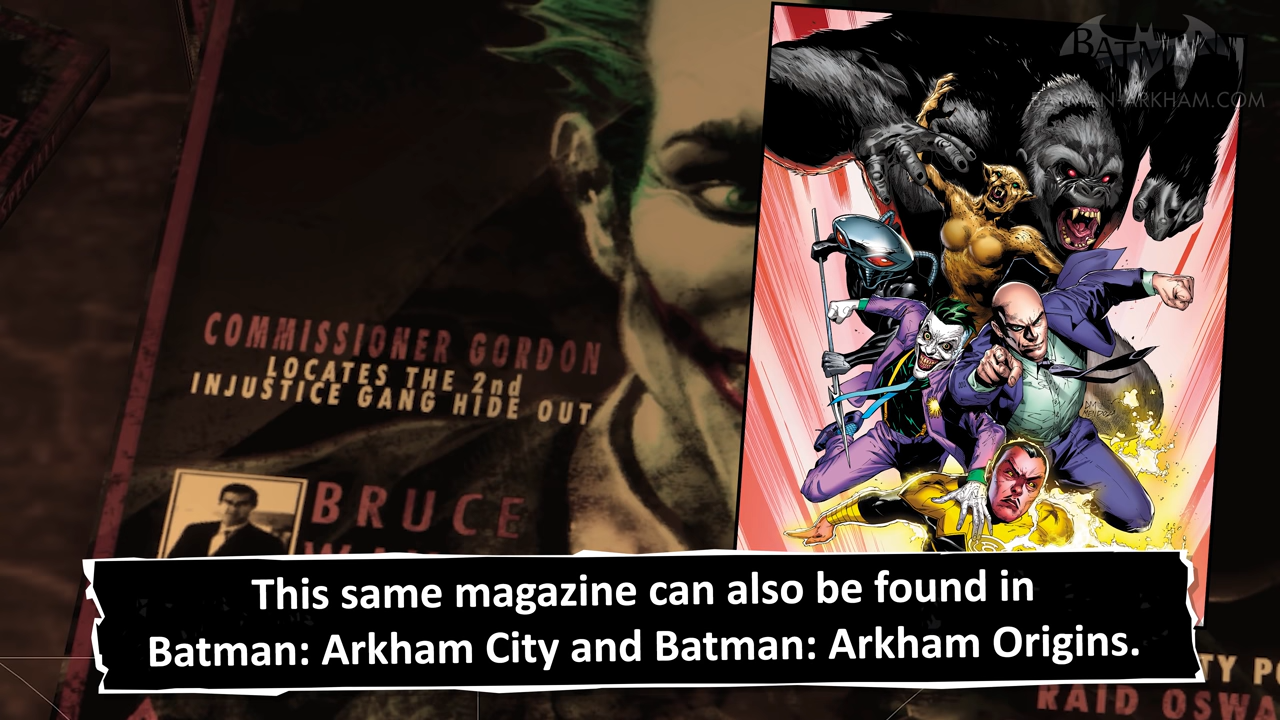 BATMAN
BATMAN-ARKHAM.COM
COMMISSIONER GORDON
LOCATES THE 2nd
INJUSTICE GANG HIDE OUT
BRUCE
This same magazine can also be found in
Batman: Arkham City and Batman: Arkham Origins.
RAID